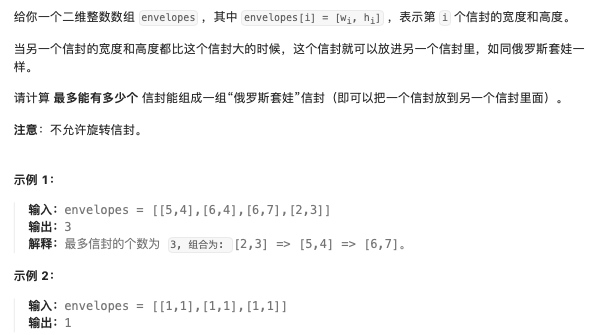 给你一个二维整数数组 envelopes ，其中 envelopes[i] = [wi, hi] ，表示第 i 个信封的宽度和高度。
当另一个信封的宽度和高度都比这个信封大的时候，这个信封就可以放进另一个信封里，如同俄罗斯套娃一
样。
请计算 最多能有多少个 信封能组成一组“俄罗斯套娃”信封（即可以把一个信封放到另一个信封里面）。
注意：不允许旋转信封。
示例 1：
输入：envelopes = [[5,4],[6,4],[6,7],[2,3]]
输出：3
解释：最多信封的个数为 3, 组合为: [2,3] => [5,4] => [6,7]。
示例 2：
输入：envelopes = [[1,1],[1,1],[1,1]]
输出：1